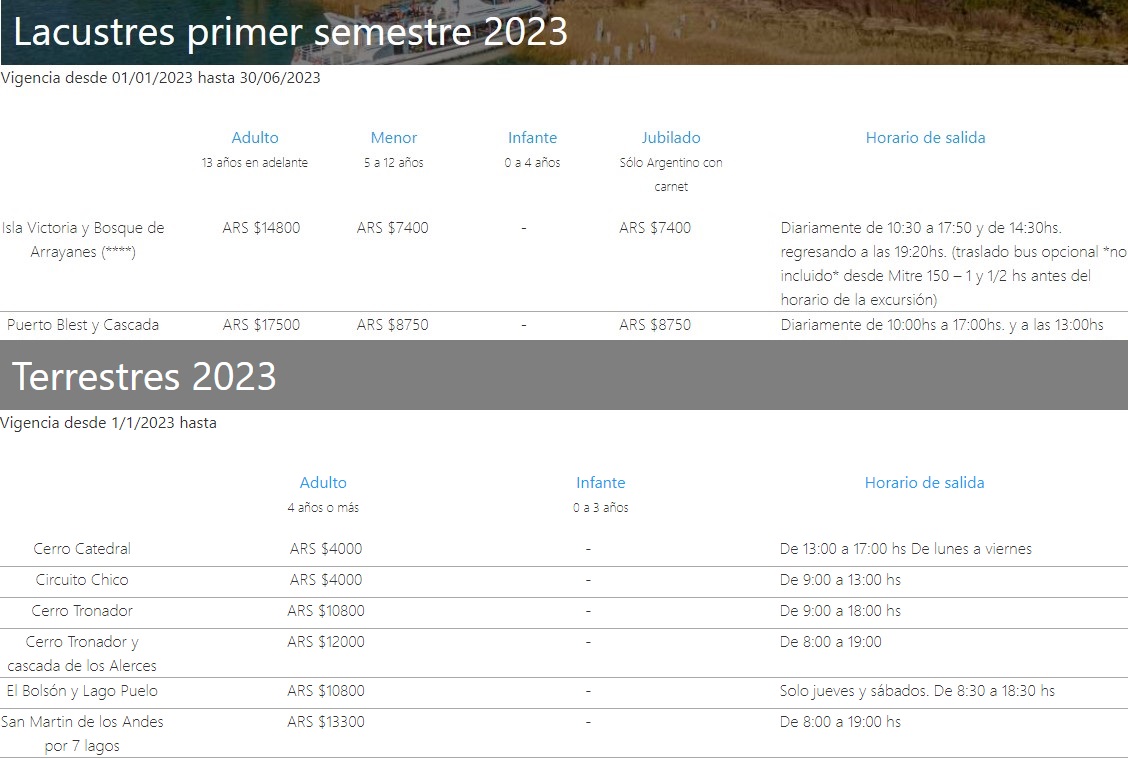 Lacustres primer semestre 2023
Vigencia desde 01/01/2023 hasta 30/06/2023
Adulto Menor Infante Jubilado Horario de salida
13 años en adelante 5 a 12 años 0 a 4 años Sólo Argentino con
carnet
Isla Victoria y Bosque de ARS $14800 ARS $7400 - ARS $7400 Diariamente de 10:30 a 17:50 y de 14:30hs.
Arrayanes (****) regresando a las 19:20hs. (traslado bus opcional *no
incluido* desde Mitre 150 – 1 y 1/2 hs antes del
horario de la excursión)
Puerto Blest y Cascada ARS $17500 ARS $8750 - ARS $8750 Diariamente de 10:00hs a 17:00hs. y a las 13:00hs
Terrestres 2023
Vigencia desde 1/1/2023 hasta
Adulto Infante Horario de salida
4 años o más 0 a 3 años
Cerro Catedral ARS $4000 - De 13:00 a 17:00 hs De lunes a viernes
Circuito Chico ARS $4000 - De 9:00 a 13:00 hs
Cerro Tronador ARS $10800 - De 9:00 a 18:00 hs
Cerro Tronador y ARS $12000 - De 8:00 a 19:00
cascada de los Alerces
El Bolsón y Lago Puelo ARS $10800 - Solo jueves y sábados. De 8:30 a 18:30 hs
San Martin de los Andes ARS $13300 - De 8:00 a 19:00 hs
por 7 lagos